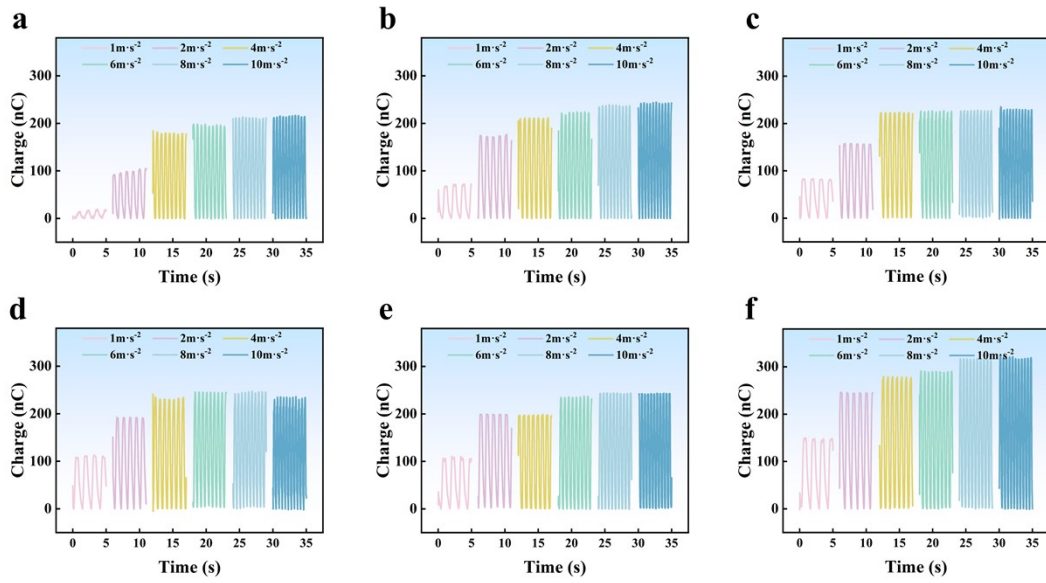 a
1m·s⁻² 2m·s⁻² 4m·s⁻²
6m·s⁻² 8m·s⁻² 10m·s⁻²
Charge (nC)
300
200
100
0
0 5 10 15 20 25 30 35
Time (s)
b
1m·s⁻² 2m·s⁻² 4m·s⁻²
6m·s⁻² 8m·s⁻² 10m·s⁻²
Charge (nC)
300
200
100
0
0 5 10 15 20 25 30 35
Time (s)
c
1m·s⁻² 2m·s⁻² 4m·s⁻²
6m·s⁻² 8m·s⁻² 10m·s⁻²
Charge (nC)
300
200
100
0
0 5 10 15 20 25 30 35
Time (s)
d
1m·s⁻² 2m·s⁻² 4m·s⁻²
6m·s⁻² 8m·s⁻² 10m·s⁻²
Charge (nC)
300
200
100
0
0 5 10 15 20 25 30 35
Time (s)
e
1m·s⁻² 2m·s⁻² 4m·s⁻²
6m·s⁻² 8m·s⁻² 10m·s⁻²
Charge (nC)
300
200
100
0
0 5 10 15 20 25 30 35
Time (s)
f
1m·s⁻² 2m·s⁻² 4m·s⁻²
6m·s⁻² 8m·s⁻² 10m·s⁻²
Charge (nC)
300
200
100
0
0 5 10 15 20 25 30 35
Time (s)